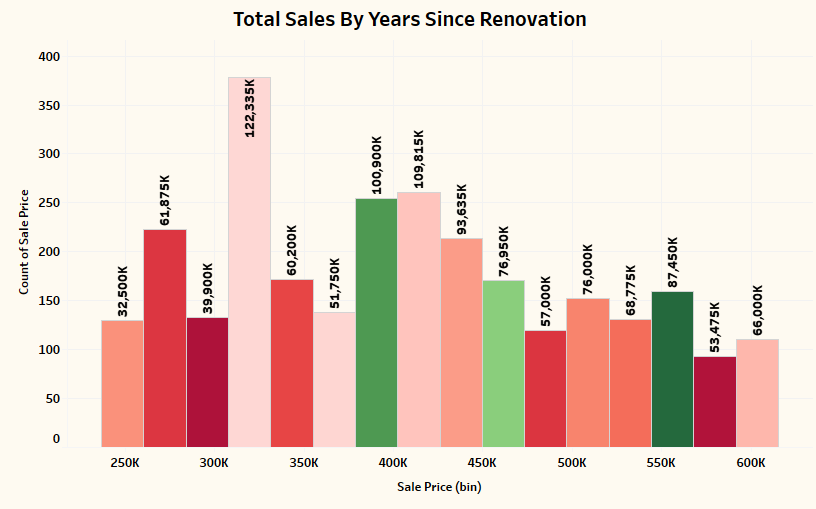 Total Sales By Years Since Renovation
Count of Sale Price
400
350
300
250
200
150
100
50
0
32,500K
61,875K
39,900K
122,335K
60,200K
51,750K
100,900K
109,815K
93,635K
76,950K
57,000K
76,000K
68,775K
87,450K
53,475K
66,000K
250K 300K 350K 400K 450K 500K 550K 600K
Sale Price (bin)